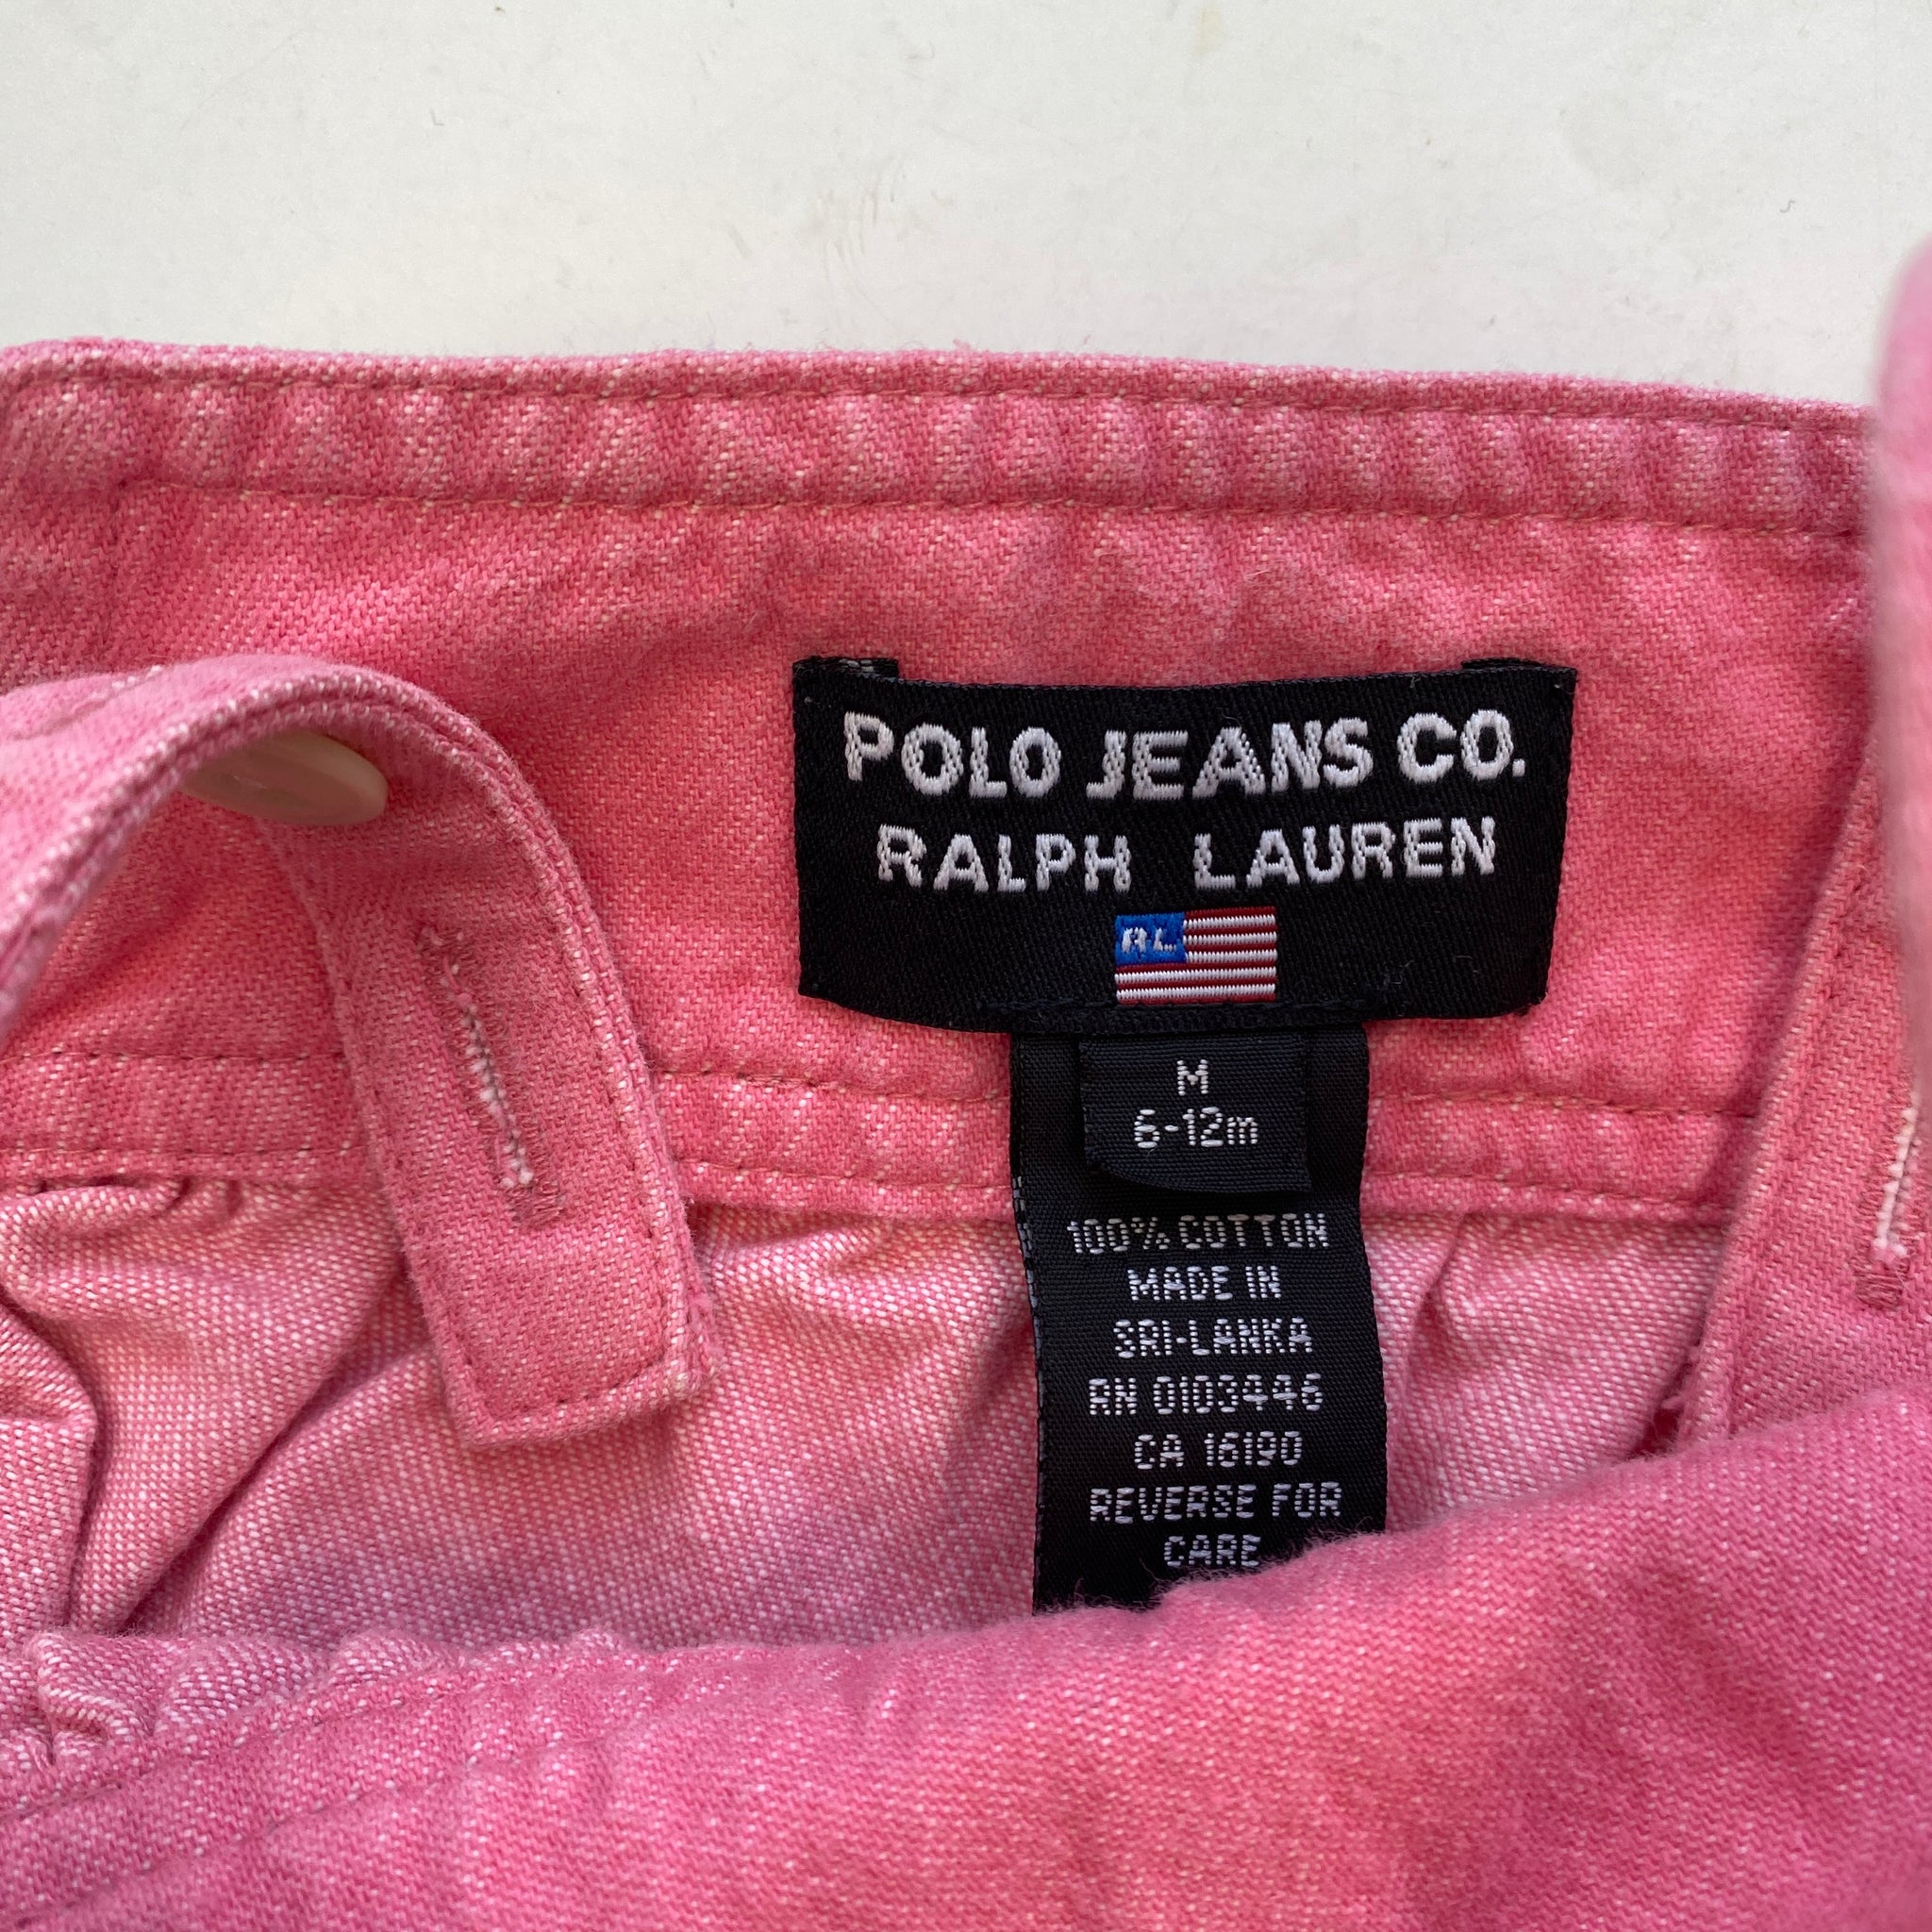 POLO JEANS CO.
RALPH LAUREN
RL
M
6-12m
100% COTTON
MADE IN
SRI-LANKA
RN 0103446
CA 16190
REVERSE FOR
CARE